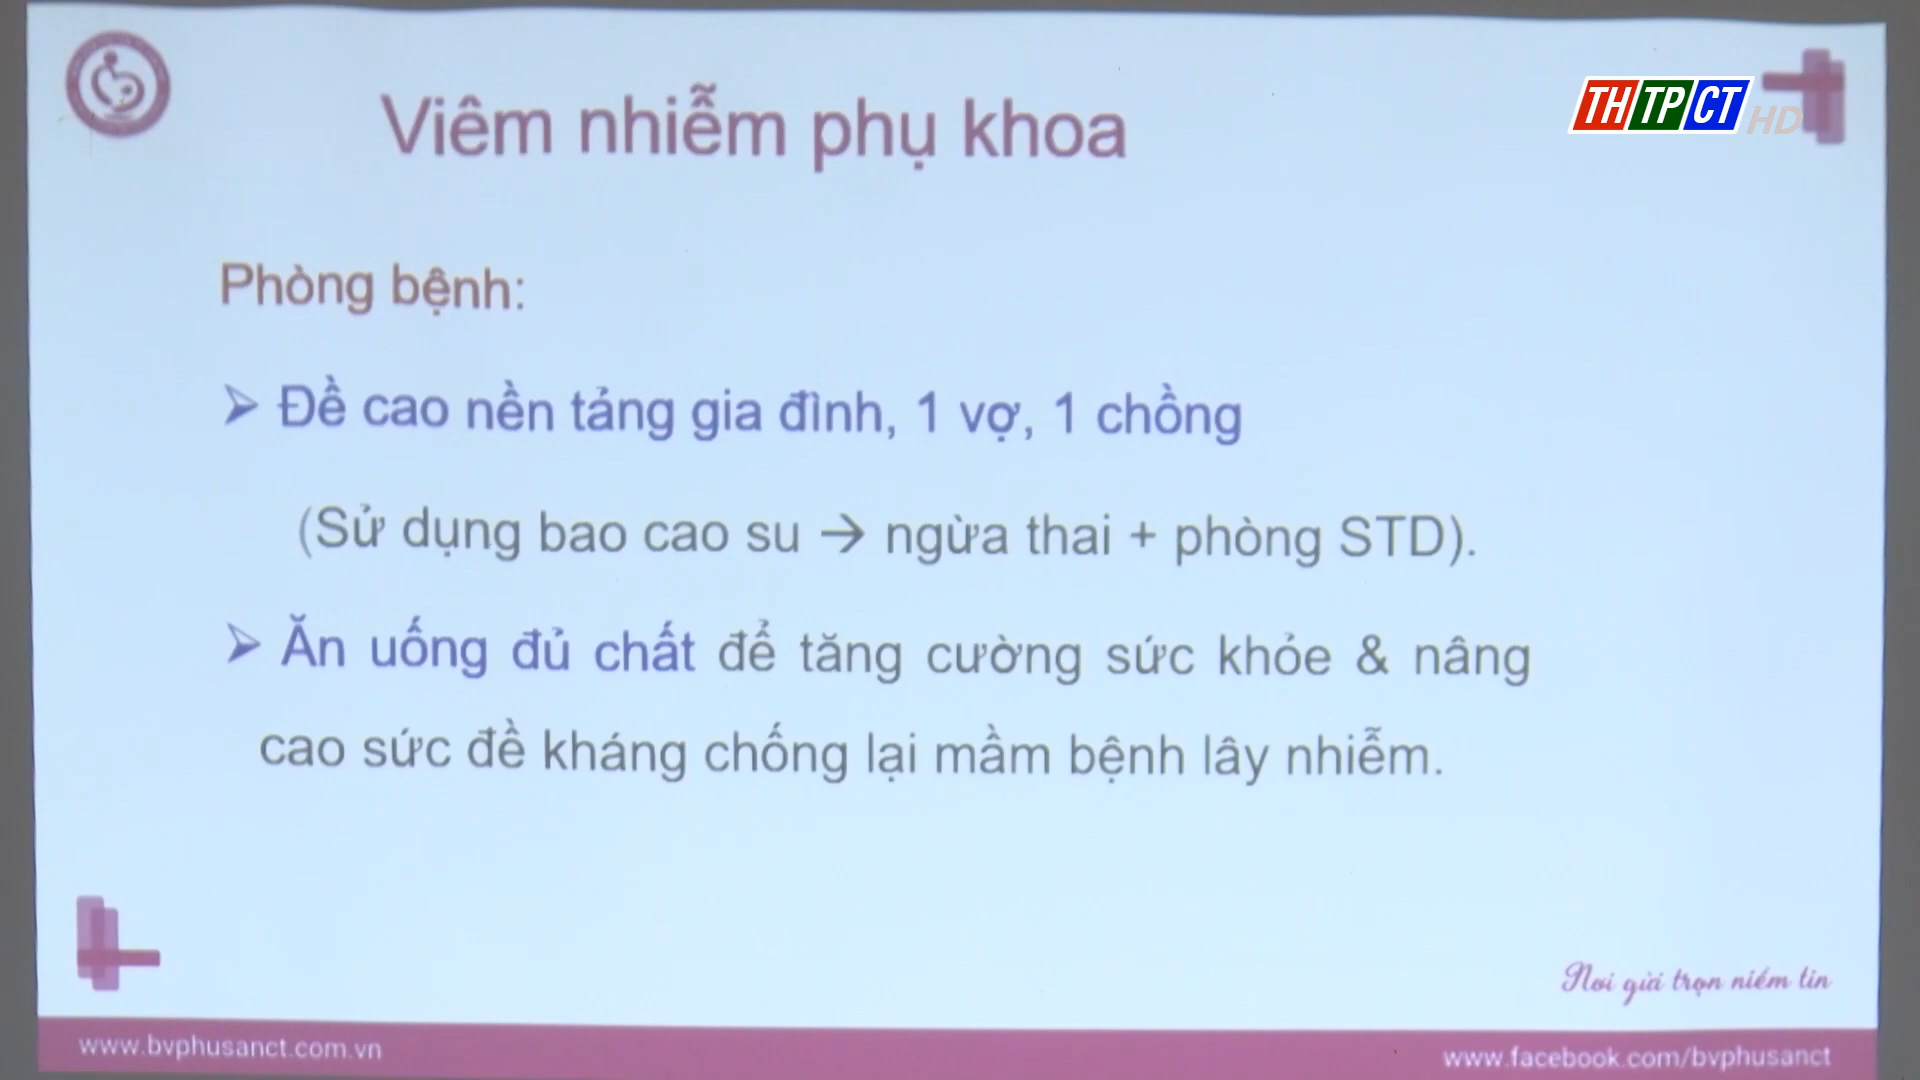 THTPCT HD
Viêm nhiễm phụ khoa
Phòng bệnh:
➢ Đề cao nền tảng gia đình, 1 vợ, 1 chồng
(Sử dụng bao cao su → ngừa thai + phòng STD).
➢ Ăn uống đủ chất để tăng cường sức khỏe & nâng
cao sức đề kháng chống lại mầm bệnh lây nhiễm.
Nơi gửi trọn niềm tin
www.bvphusanct.com.vn
www.facebook.com/bvphusanct